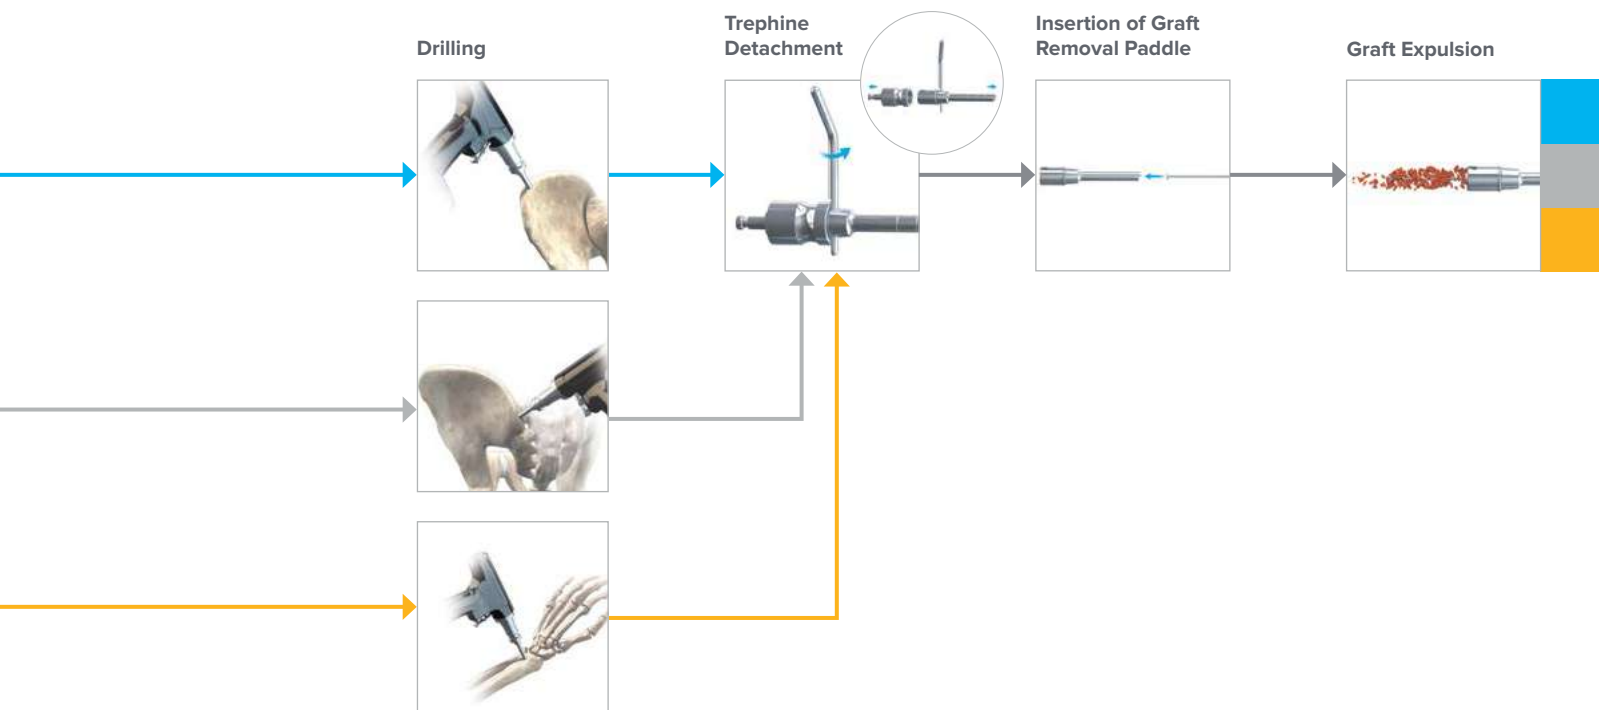 Drilling
Trephine
Detachment
Insertion of Graft
Removal Paddle
Graft Expulsion